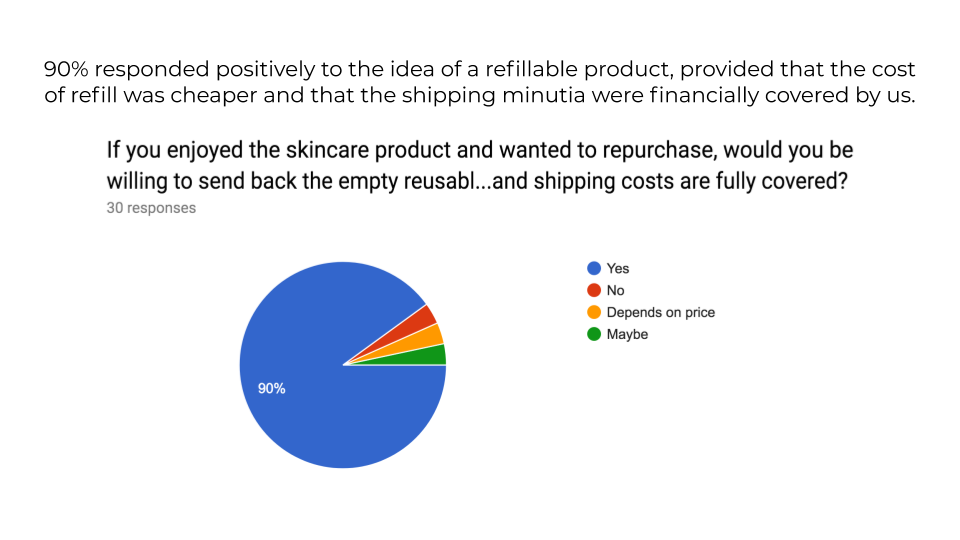 90% responded positively to the idea of a refillable product, provided that the cost
of refill was cheaper and that the shipping minutia were financially covered by us.
If you enjoyed the skincare product and wanted to repurchase, would you be
willing to send back the empty reusabl...and shipping costs are fully covered?
30 responses
Yes
No
Depends on price
Maybe
90%